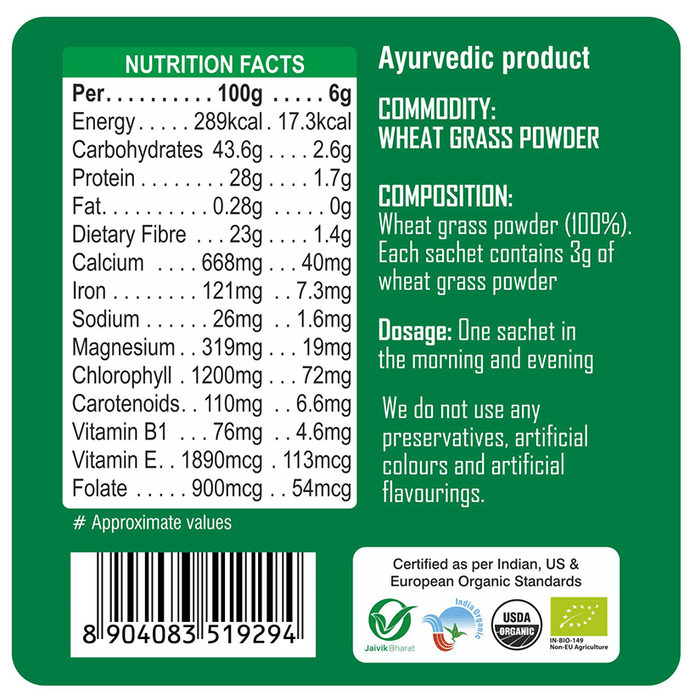 NUTRITION FACTS
Per.......... 100g ..... 6g
Energy..... 289kcal . 17.3kcal
Carbohydrates 43.6g .... 2.6g
Protein ........ 28g .... 1.7g
Fat........... 0.28g ..... 0g
Dietary Fibre ... 23g .... 1.4g
Calcium .... 668mg ... 40mg
Iron ........ 121mg .. 7.3mg
Sodium ...... 26mg .. 1.6mg
Magnesium .. 319mg ... 19mg
Chlorophyll . 1200mg ... 72mg
Carotenoids.. 110mg .. 6.6mg
Vitamin B1 ... 76mg .. 4.6mg
Vitamin E.. 1890mcg . 113mcg
Folate ..... 900mcg .. 54mcg
# Approximate values
8 904083 519294
Ayurvedic product
COMMODITY:
WHEAT GRASS POWDER
COMPOSITION:
Wheat grass powder (100%).
Each sachet contains 3g of
wheat grass powder
Dosage: One sachet in
the morning and evening
We do not use any
preservatives, artificial
colours and artificial
flavourings.
Certified as per Indian, US &
European Organic Standards
Jaivik Bharat
India Organic
USDA
ORGANIC
IN-BIO-149
Non-EU Agriculture